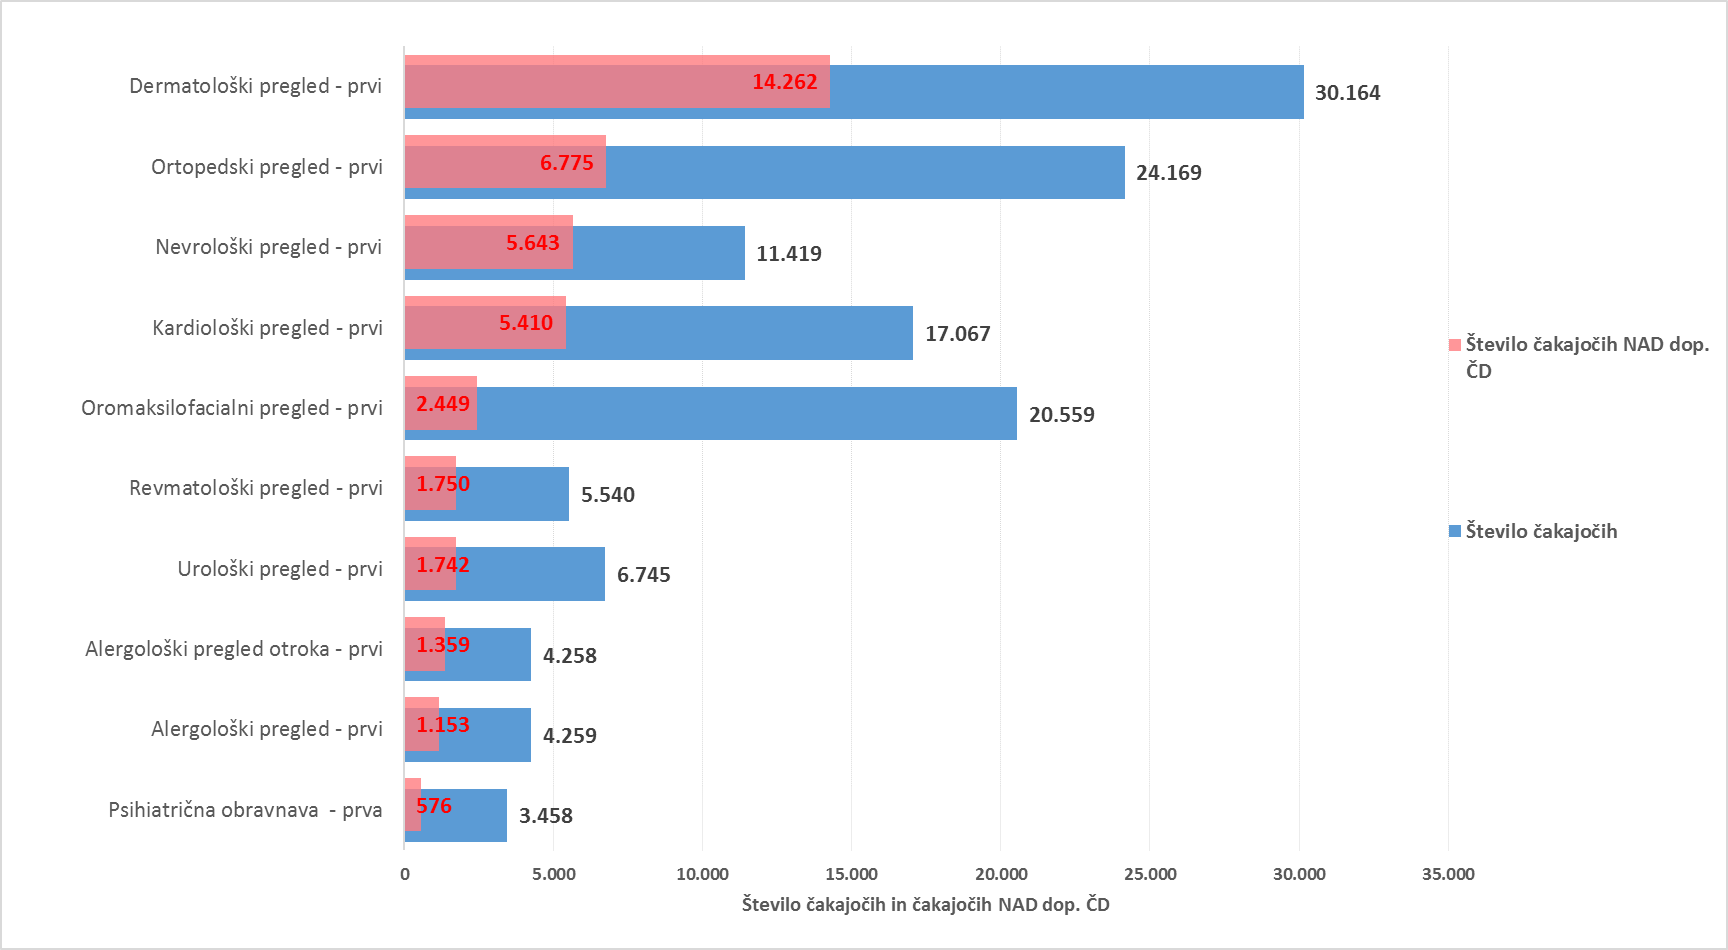 Dermatološki pregled - prvi
14.262
30.164
Ortopedski pregled - prvi
6.775
24.169
Nevrološki pregled - prvi
5.643
11.419
Kardiološki pregled - prvi
5.410
17.067
Oromaksilofacialni pregled - prvi
2.449
20.559
Revmatološki pregled - prvi
1.750
5.540
Urološki pregled - prvi
1.742
6.745
Alergološki pregled otroka - prvi
1.359
4.258
Alergološki pregled - prvi
1.153
4.259
Psihiatrična obravnava  - prva
576
3.458
0
5.000
10.000
15.000
20.000
25.000
30.000
35.000
Število čakajočih in čakajočih NAD dop. ČD
Število čakajočih NAD dop.
ČD
Število čakajočih